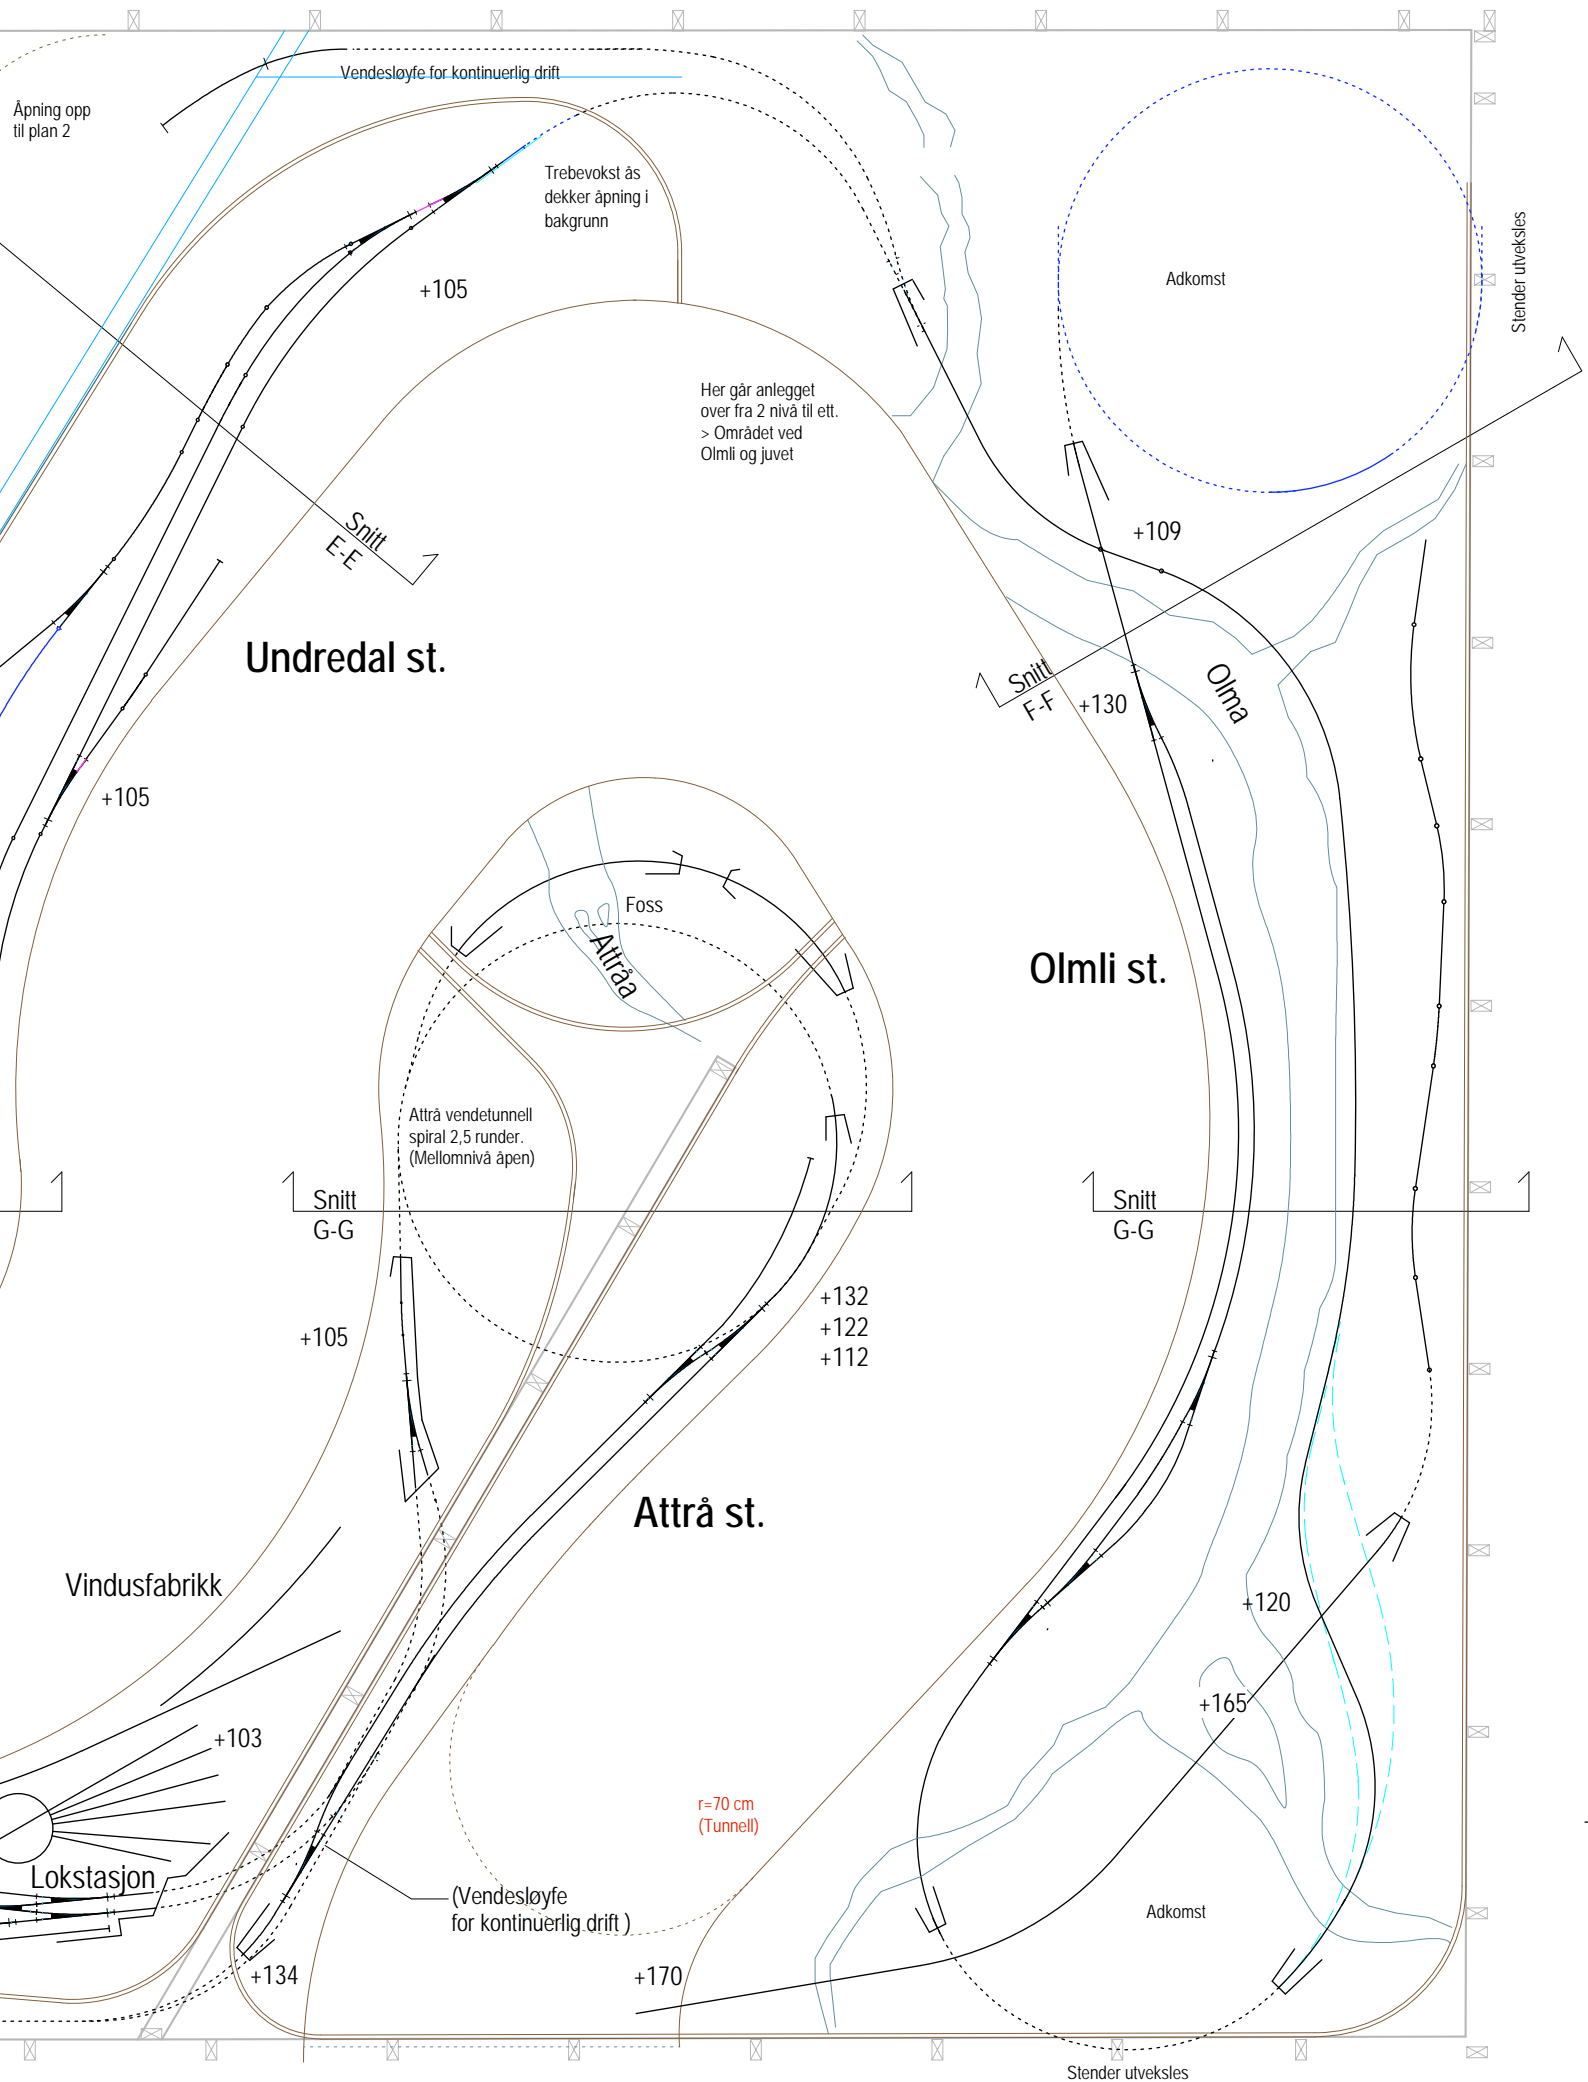 Vendesløyfe for kontinuerlig drift
Åpning opp
til plan 2
Trebevokst ås
dekker åpning i
bakgrunn
+105
Adkomst
Stender utveksles
Her går anlegget
over fra 2 nivå til ett.
> Området ved
Olmli og juvet
Snitt
E-E
+109
Undredal st.
Snitt
F-F
+130
Olma
+105
Foss
Attråa
Olmli st.
Attrå vendetunnell
spiral 2,5 runder.
(Mellomnivå åpen)
Snitt
G-G
Snitt
G-G
+105
+132
+122
+112
Attrå st.
Vindusfabrikk
+120
+165
+103
r=70 cm
(Tunnell)
Lokstasjon
(Vendesløyfe
for kontinuerlig drift )
Adkomst
+134
+170
Stender utveksles